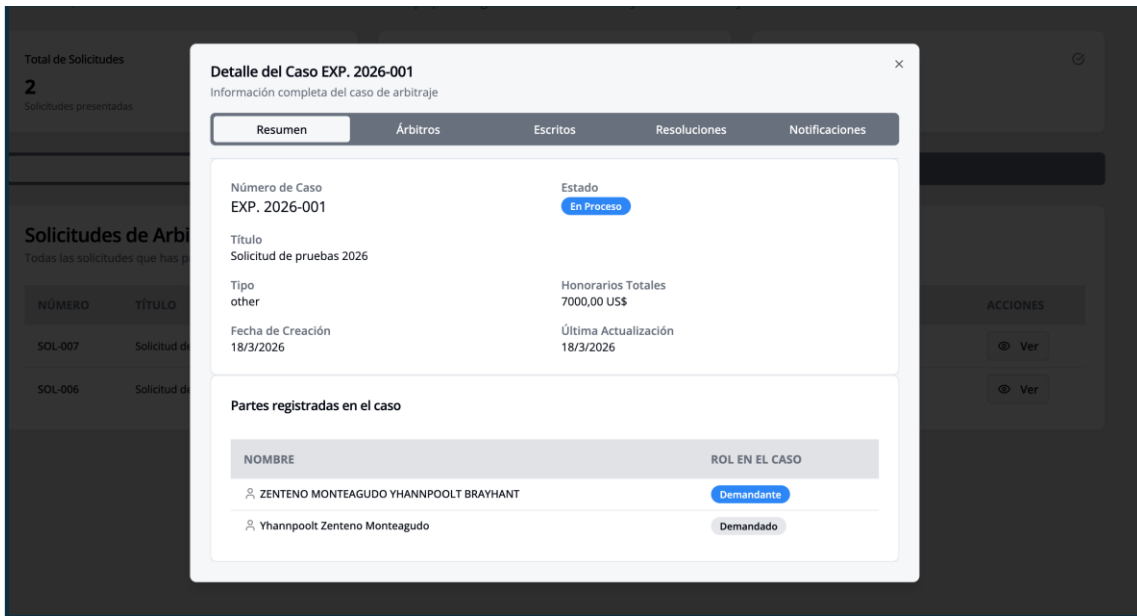 Total de Solicitudes
2
Solicitudes presentadas
Solicitudes de Arbi
Todas las solicitudes que has p
NÚMERO TÍTULO ACCIONES
SOL-007 Solicitud de Ver
SOL-006 Solicitud de Ver
Detalle del Caso EXP. 2026-001
Información completa del caso de arbitraje
Resumen Árbitros Escritos Resoluciones Notificaciones
Número de Caso Estado
EXP. 2026-001 En Proceso
Título
Solicitud de pruebas 2026
Tipo Honorarios Totales
other 7000,00 US$
Fecha de Creación Última Actualización
18/3/2026 18/3/2026
Partes registradas en el caso
NOMBRE ROL EN EL CASO
ZENTENO MONTEAGUDO YHANNPOOLT BRAYHANT Demandante
Yhannpoolt Zenteno Monteagudo Demandado